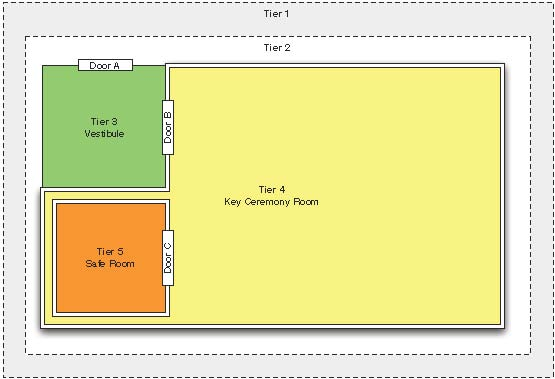 Tier 1
Tier 2
Door A
Tier 3
Vestibule
Door B
Tier 4
Key Ceremony Room
Tier 5
Safe Room
Door C